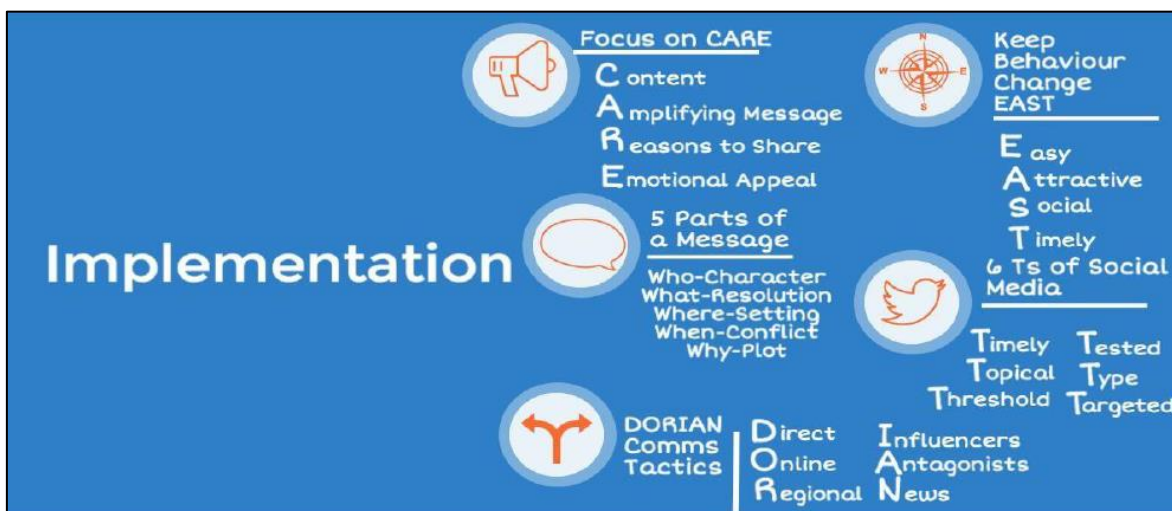 Implementation
Focus on CARE
Content
Amplifying Message
Reasons to Share
Emotional Appeal
Keep
Behaviour
Change
EAST
Easy
Attractive
Social
Timely
N
W E
S
5 Parts of
a Message
Who-Character
What-Resolution
Where-Setting
When-Conflict
Why-Plot
6 Ts of Social
Media
Timely Tested
Topical Type
Threshold Targeted
DORIAN
Comms
Tactics
Direct Influencers
Online Antagonists
Regional News